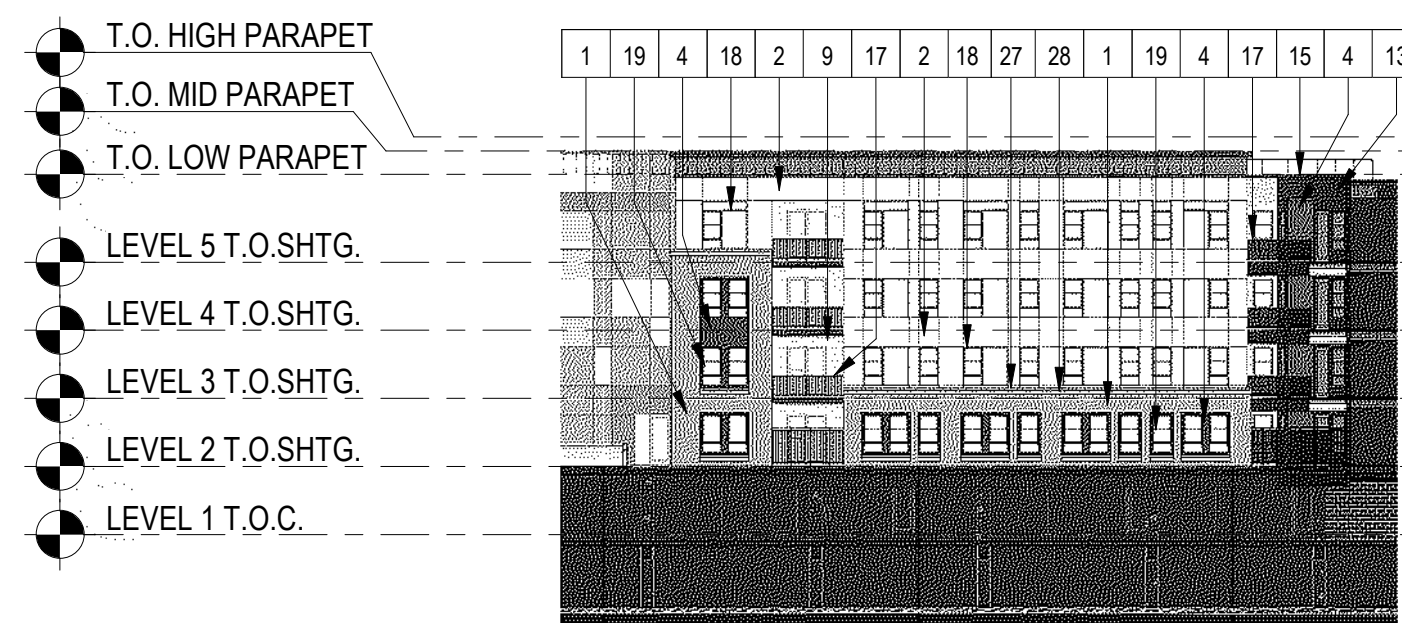 T.O. HIGH PARAPET
T.O. MID PARAPET
T.O. LOW PARAPET
LEVEL 5 T.O.SHTG.
LEVEL 4 T.O.SHTG.
LEVEL 3 T.O.SHTG.
LEVEL 2 T.O.SHTG.
LEVEL 1 T.O.C.
1 19 4 18 2 9 17 2 18 27 28 1 19 4 17 15 4 13